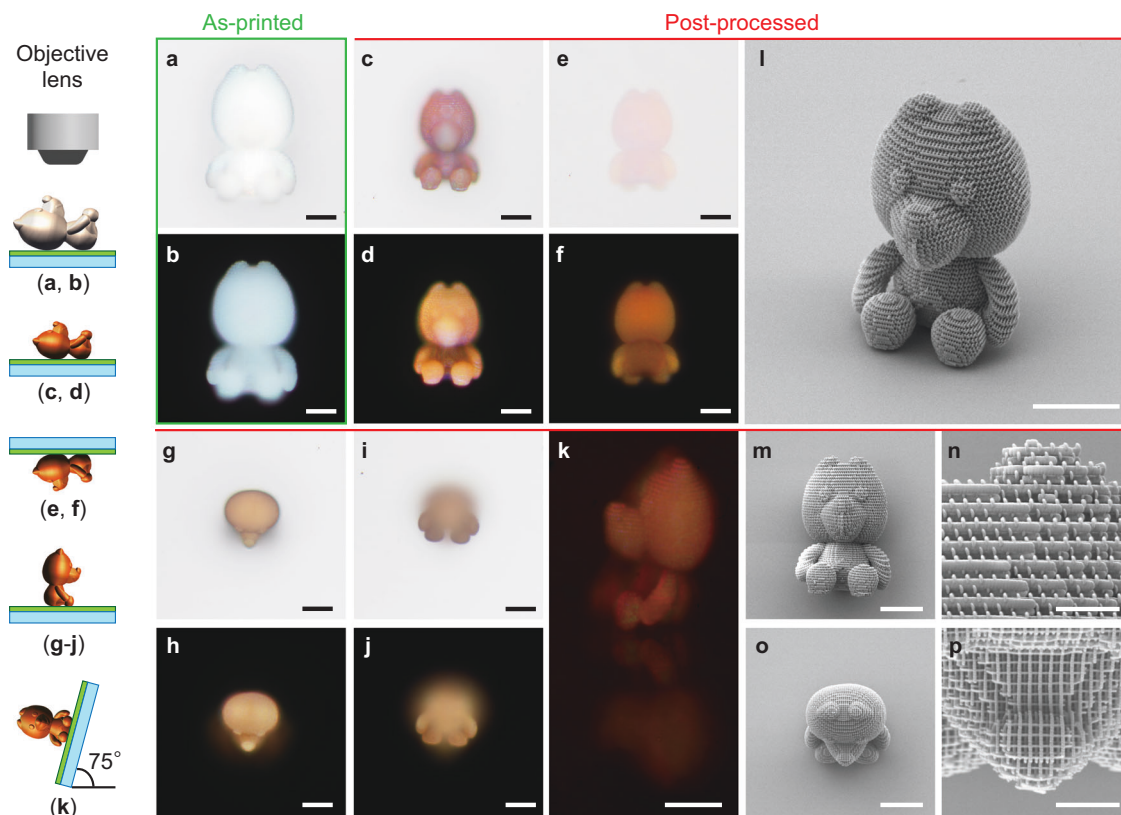 As-printed
Post-processed
Objective
lens
(a, b)
(c, d)
(e, f)
(g-j)
75°
(k)
a
c
e
l
b
d
f
g
i
k
m
n
h
j
o
p